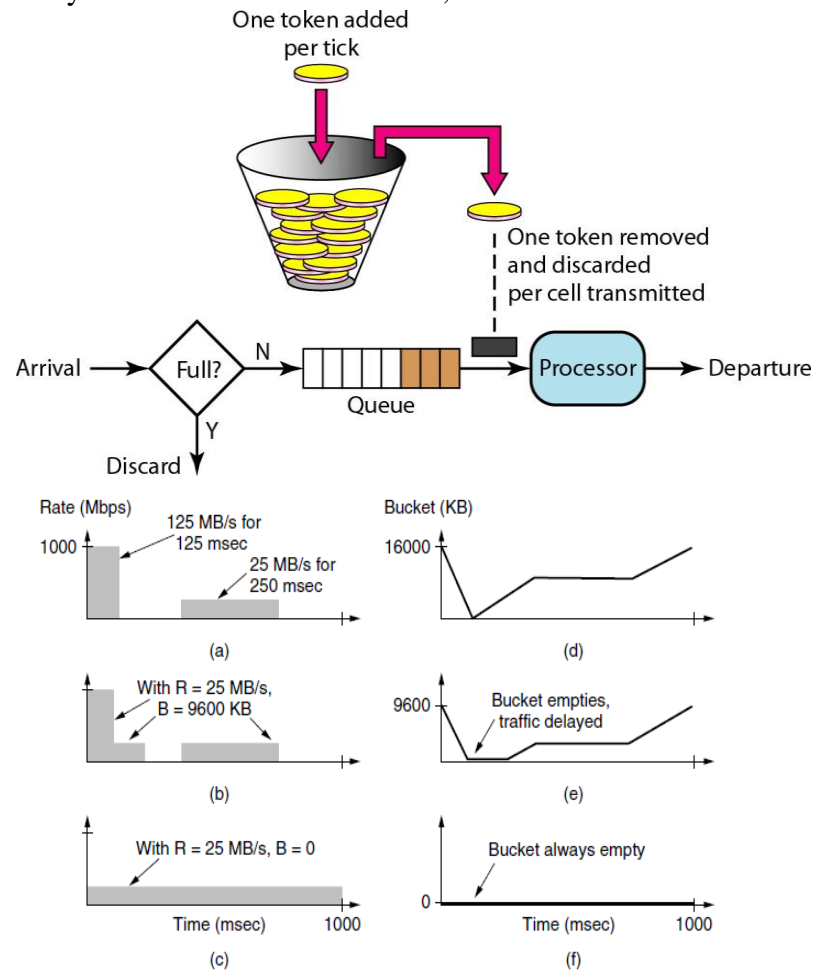 One token added
per tick
One token removed
and discarded
per cell transmitted
Arrival
Full?
N
Queue
Processor
Departure
Y
Discard
Rate (Mbps)
1000
125 MB/s for
125 msec
25 MB/s for
250 msec
(a)
Bucket (KB)
16000
(d)
With R = 25 MB/s,
B = 9600 KB
(b)
9600
Bucket empties,
traffic delayed
(e)
With R = 25 MB/s, B = 0
Time (msec)
1000
(c)
Bucket always empty
0
Time (msec)
1000
(f)